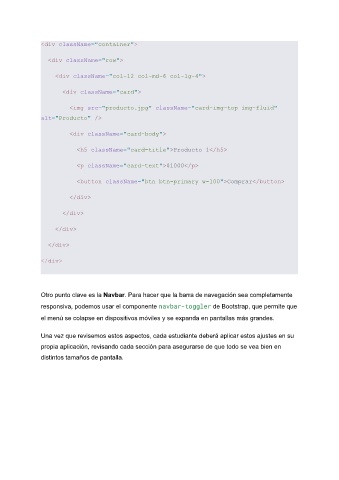 <div className="container">
<div className="row">
<div className="col-12 col-md-6 col-lg-4">
<div className="card">
<img src="producto.jpg" className="card-img-top img-fluid"
alt="Producto" />
<div className="card-body">
<h5 className="card-title">Producto 1</h5>
<p className="card-text">$1000</p>
<button className="btn btn-primary w-100">Comprar</button>
</div>
</div>
</div>
</div>
</div>
Otro punto clave es la Navbar. Para hacer que la barra de navegación sea completamente
responsiva, podemos usar el componente navbar-toggler de Bootstrap, que permite que
el menú se colapse en dispositivos móviles y se expanda en pantallas más grandes.
Una vez que revisemos estos aspectos, cada estudiante deberá aplicar estos ajustes en su
propia aplicación, revisando cada sección para asegurarse de que todo se vea bien en
distintos tamaños de pantalla.